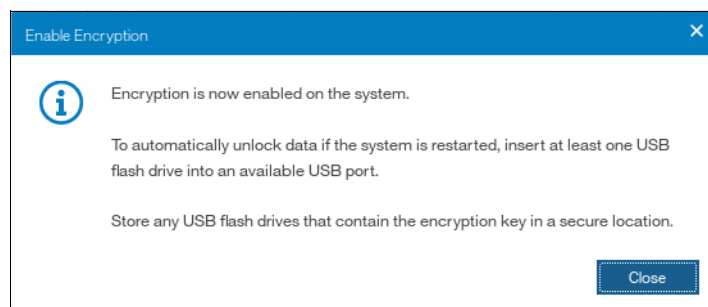 Enable Encryption
Encryption is now enabled on the system.
To automatically unlock data if the system is restarted, insert at least one USB
flash drive into an available USB port.
Store any USB flash drives that contain the encryption key in a secure location.
Close